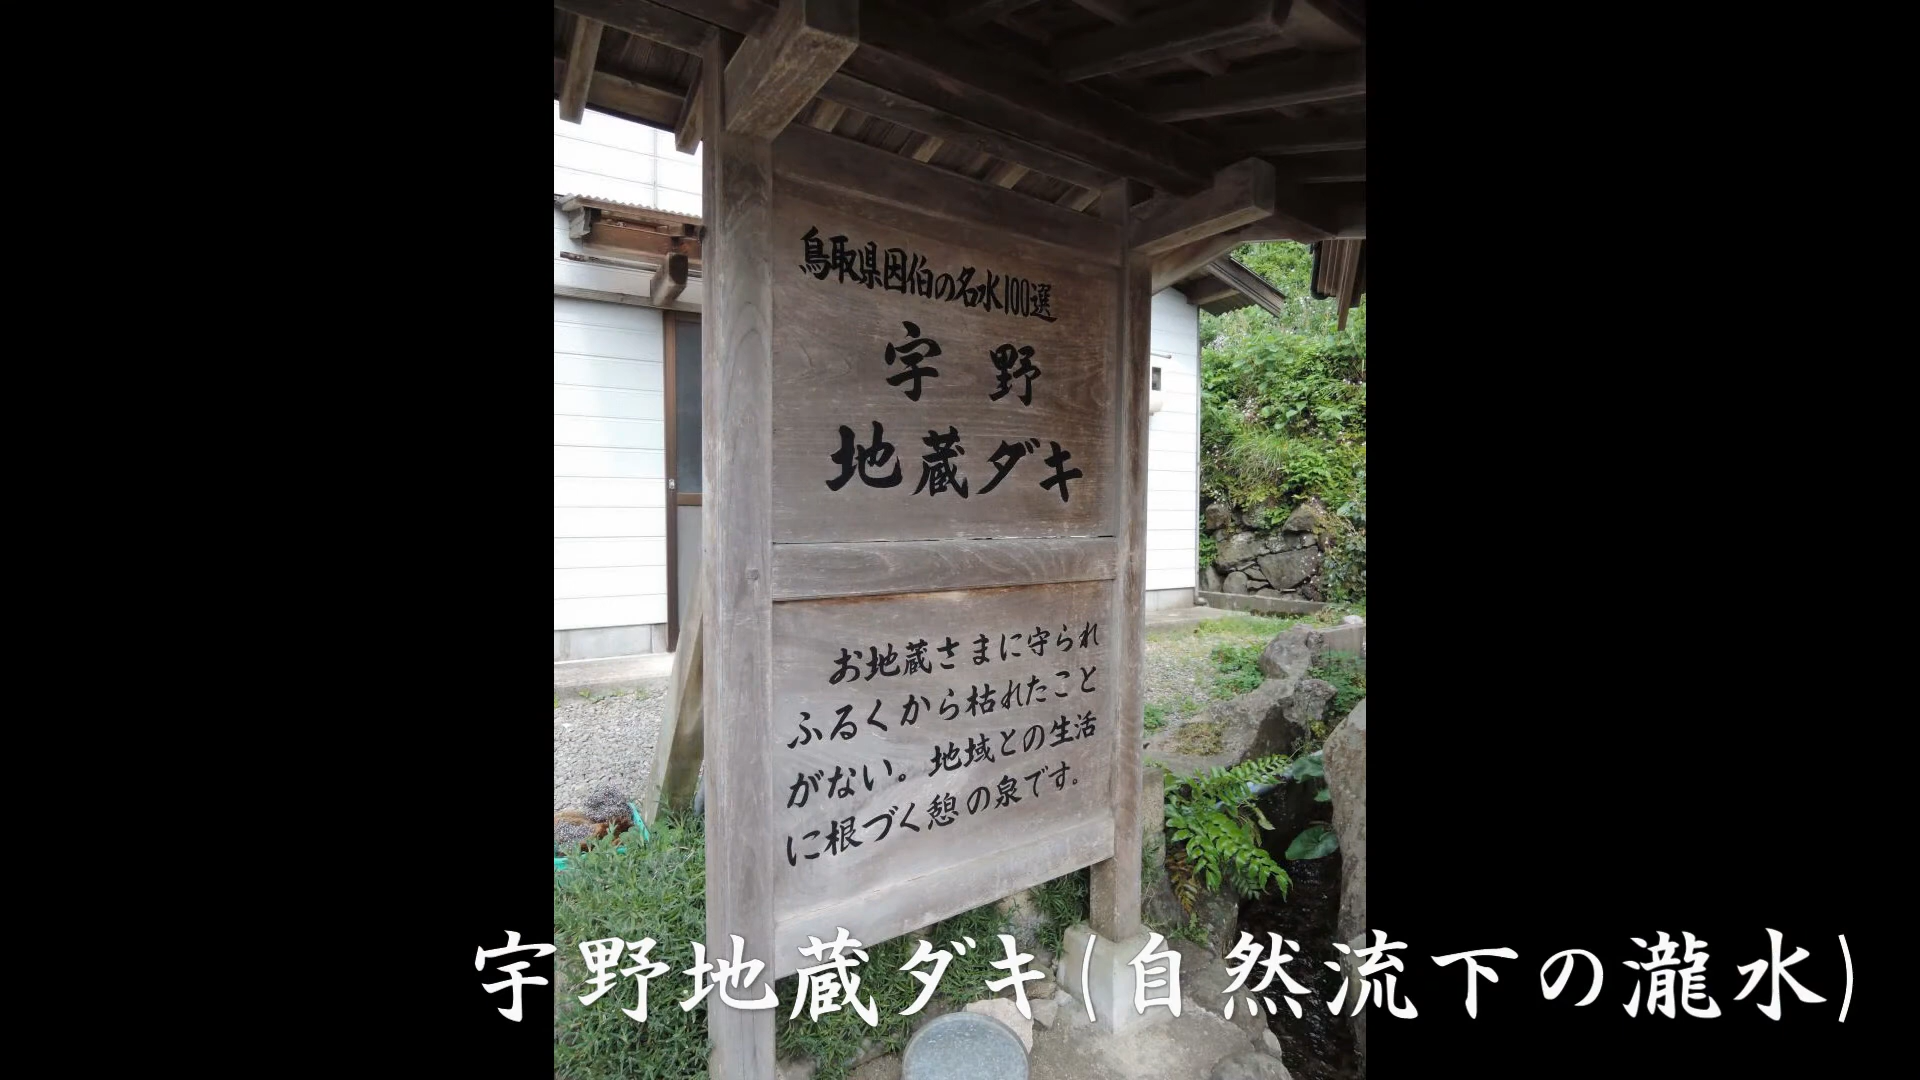 鳥取県因伯の名水100選
宇野
地蔵ダキ
お地蔵さまに守られ
ふるくから枯れたこと
がない。地域との生活
に根づく憩の泉です。
宇野地蔵ダキ(自然流下の瀧水)